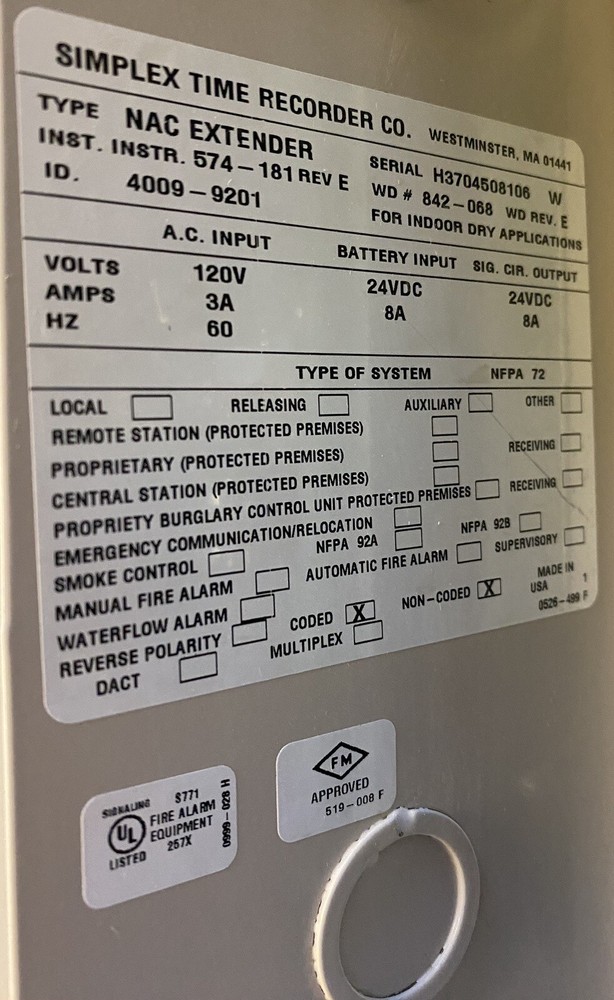 SIMPLEX TIME RECORDER CO. WESTMINSTER, MA 01441
TYPE NAC EXTENDER SERIAL H3704508106 W
INST. INSTR. 574-181 REV E WD # 842-068 WD REV. E
ID. 4009-9201 FOR INDOOR DRY APPLICATIONS
A.C. INPUT BATTERY INPUT SIG. CIR. OUTPUT
VOLTS 120V 24VDC 24VDC
AMPS 3A 8A 8A
HZ 60
TYPE OF SYSTEM NFPA 72
LOCAL RELEASING AUXILIARY OTHER
REMOTE STATION (PROTECTED PREMISES)
PROPRIETARY (PROTECTED PREMISES) RECEIVING
CENTRAL STATION (PROTECTED PREMISES) RECEIVING
PROPRIETY BURGLARY CONTROL UNIT PROTECTED PREMISES
EMERGENCY COMMUNICATION/RELOCATION
SMOKE CONTROL NFPA 92A NFPA 92B
MANUAL FIRE ALARM AUTOMATIC FIRE ALARM SUPERVISORY
WATERFLOW ALARM CODED X NON-CODED X MADE IN USA 1
REVERSE POLARITY MULTIPLEX 0526-499 F
DACT
SIGNALING S771
UL FIRE ALARM EQUIPMENT
LISTED 257X
0999-028 H
FM
APPROVED
519-008 F